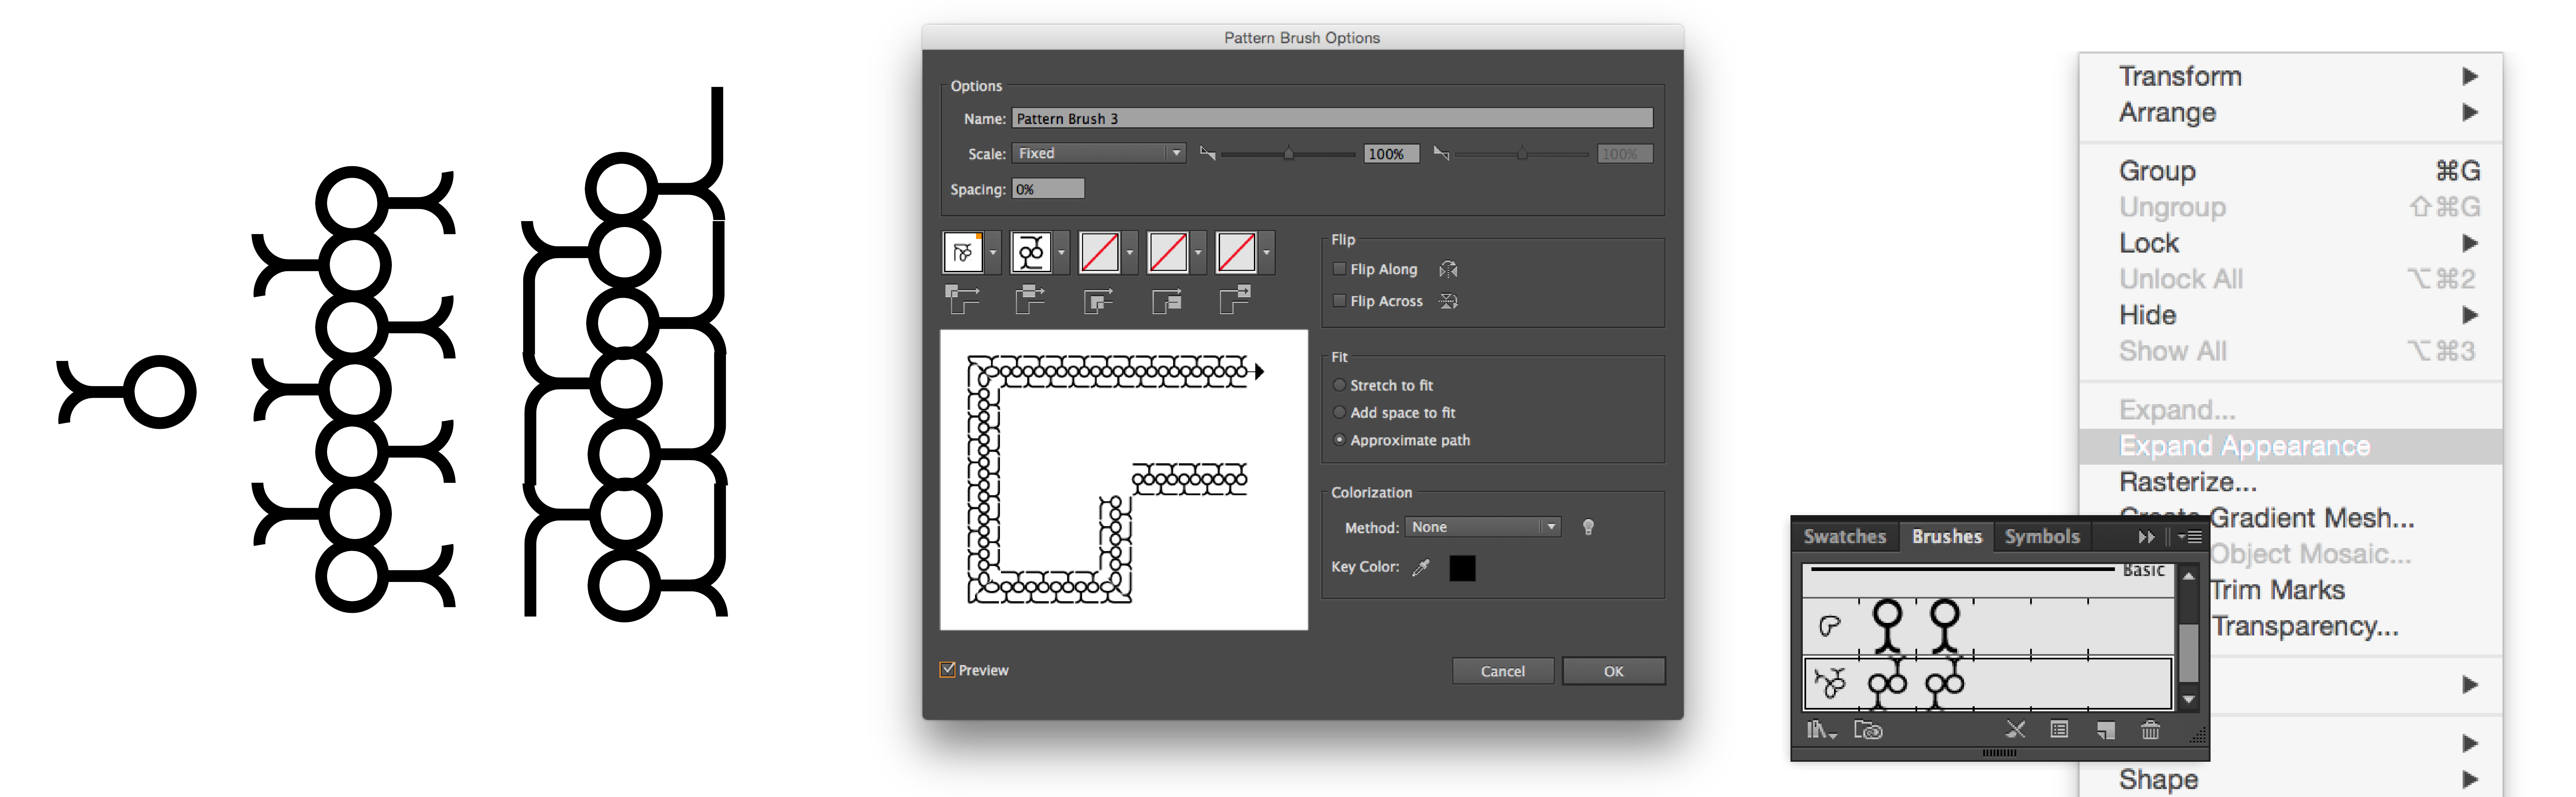 Pattern Brush Options
Options
Name: Pattern Brush 3
Scale: Fixed 100% 100%
Spacing: 0%
Flip
Flip Along
Flip Across
Fit
Stretch to fit
Add space to fit
Approximate path
Colorization
Method: None
Key Color:
Preview
Cancel OK
Transform
Arrange
Group ⌘G
Ungroup ⇧⌘G
Lock
Unlock All ⌥⌘2
Hide
Show All ⌥⌘3
Expand...
Expand Appearance
Rasterize...
Gradient Mesh...
Object Mosaic...
Trim Marks
Transparency...
Shape
Swatches Brushes Symbols
Basic